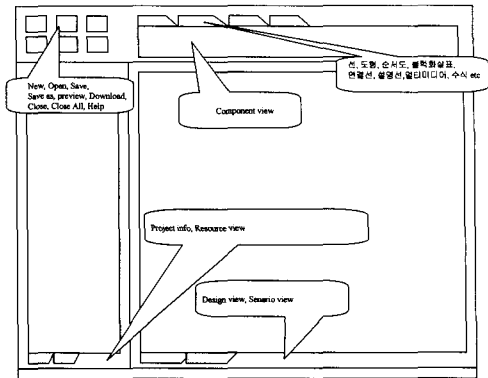 New, Open, Save,
Save as, preview, Download,
Close, Close All, Help
Component view
선, 도형, 순서도, 블럭화살표,
연결선, 설명선, 멀티미디어, 수식 etc
Project info, Resource view
Design view, Senario view